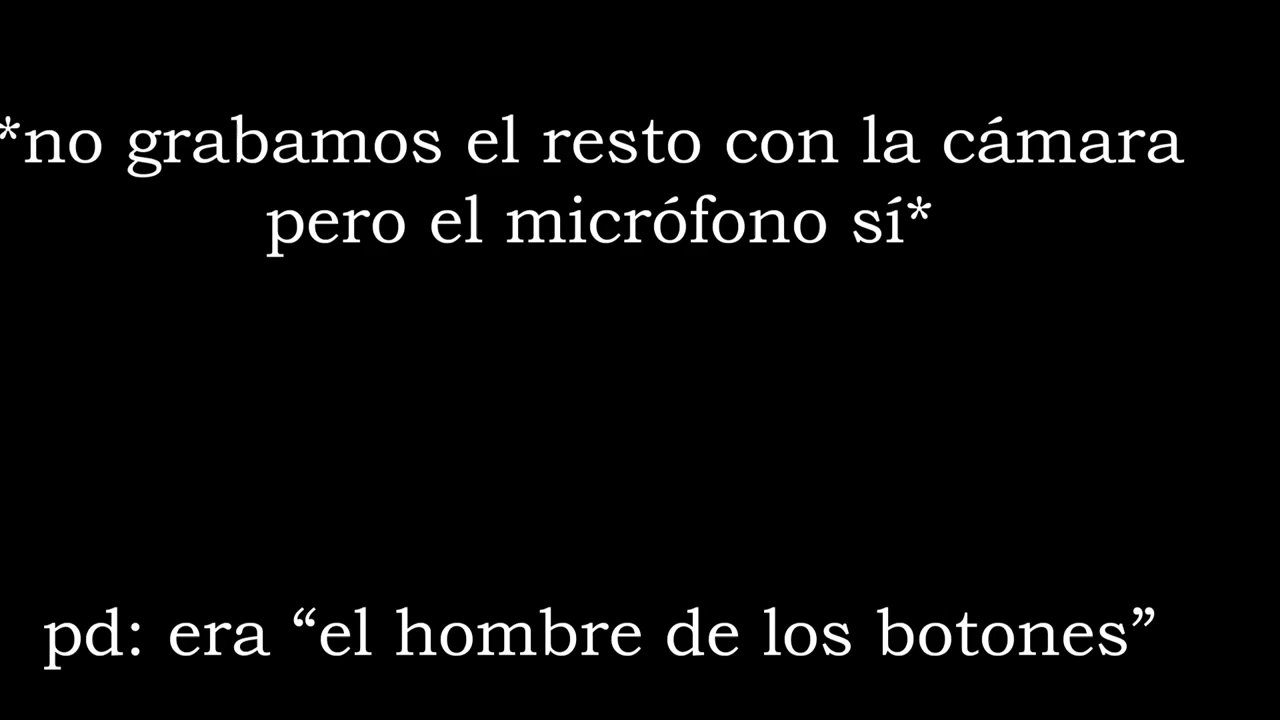 *no grabamos el resto con la cámara
pero el micrófono sí*
pd: era “el hombre de los botones”